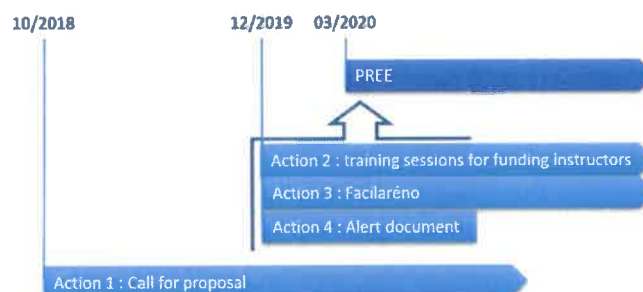 10/2018
12/2019
03/2020
PREE
Action 2 : training sessions for funding instructors
Action 3 : Facilaréno
Action 4 : Alert document
Action 1 : Call for proposal